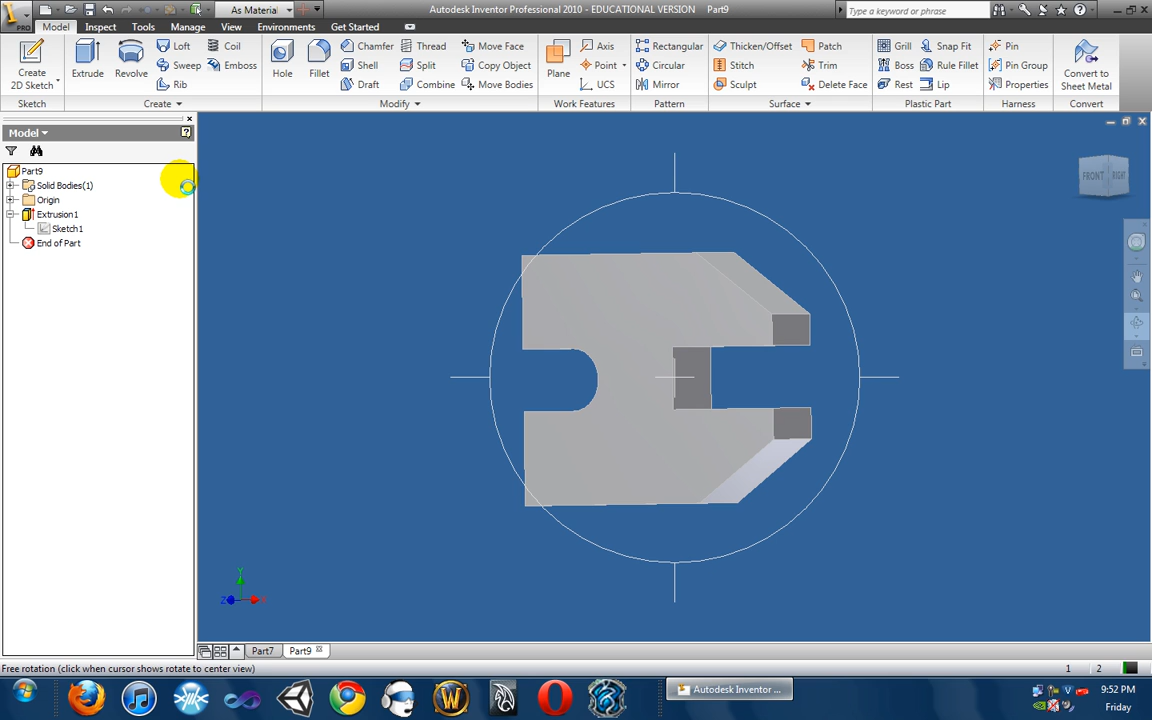 As Material
Autodesk Inventor Professional 2010 - EDUCATIONAL VERSION Part9
Type a keyword or phrase
PRO
Model Inspect Tools Manage View Environments Get Started
Create
2D Sketch
Extrude
Revolve
Loft
Sweep
Rib
Coil
Emboss
Hole
Fillet
Chamfer
Shell
Draft
Thread
Split
Combine
Move Face
Copy Object
Move Bodies
Plane
Axis
Point
UCS
Rectangular
Circular
Mirror
Thicken/Offset
Stitch
Sculpt
Patch
Trim
Delete Face
Grill
Boss
Rest
Snap Fit
Rule Fillet
Lip
Pin
Pin Group
Properties
Convert to
Sheet Metal
Sketch Create Modify Work Features Pattern Surface Plastic Part Harness Convert
Model
Part9
Solid Bodies(1)
Origin
Extrusion1
Sketch1
End of Part
FRONT RIGHT
Y
Z
X
Part7 Part9
Free rotation (click when cursor shows rotate to center view)
1 2
Autodesk Inventor ...
9:52 PM
Friday